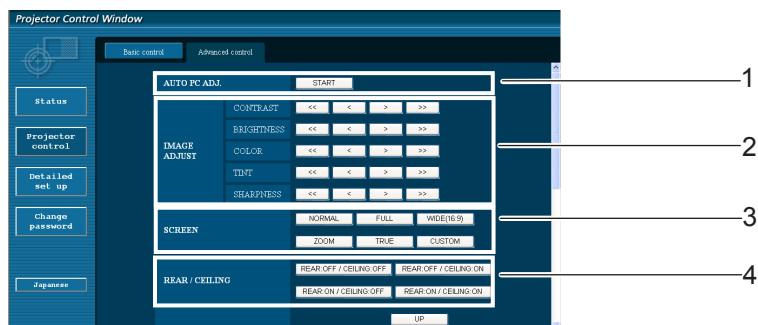 Projector Control Window
Basic control Advanced control
AUTO PC ADJ. START 1
Status
CONTRAST << < > >>
BRIGHTNESS << < > >>
Projector
control
IMAGE
ADJUST
COLOR << < > >> 2
TINT << < > >>
Detailed
set up
SHARPNESS << < > >>
Change
password
SCREEN
NORMAL FULL WIDE(16:9) 3
ZOOM TRUE CUSTOM
REAR / CEILING
REAR:OFF / CEILING:OFF REAR:OFF / CEILING:ON 4
REAR:ON / CEILING:OFF REAR:ON / CEILING:ON
Japanese
UP